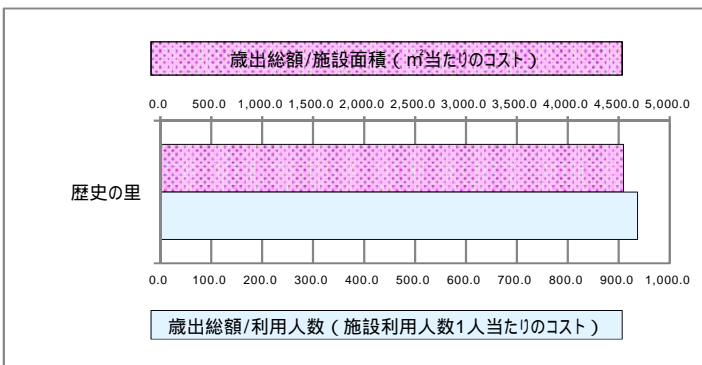 歳出総額/施設面積（㎡当たりのコスト）
0.0 500.0 1,000.0 1,500.0 2,000.0 2,500.0 3,000.0 3,500.0 4,000.0 4,500.0 5,000.0
歴史の里
0.0 100.0 200.0 300.0 400.0 500.0 600.0 700.0 800.0 900.0 1,000.0
歳出総額/利用人数（施設利用人数1人当たりのコスト）